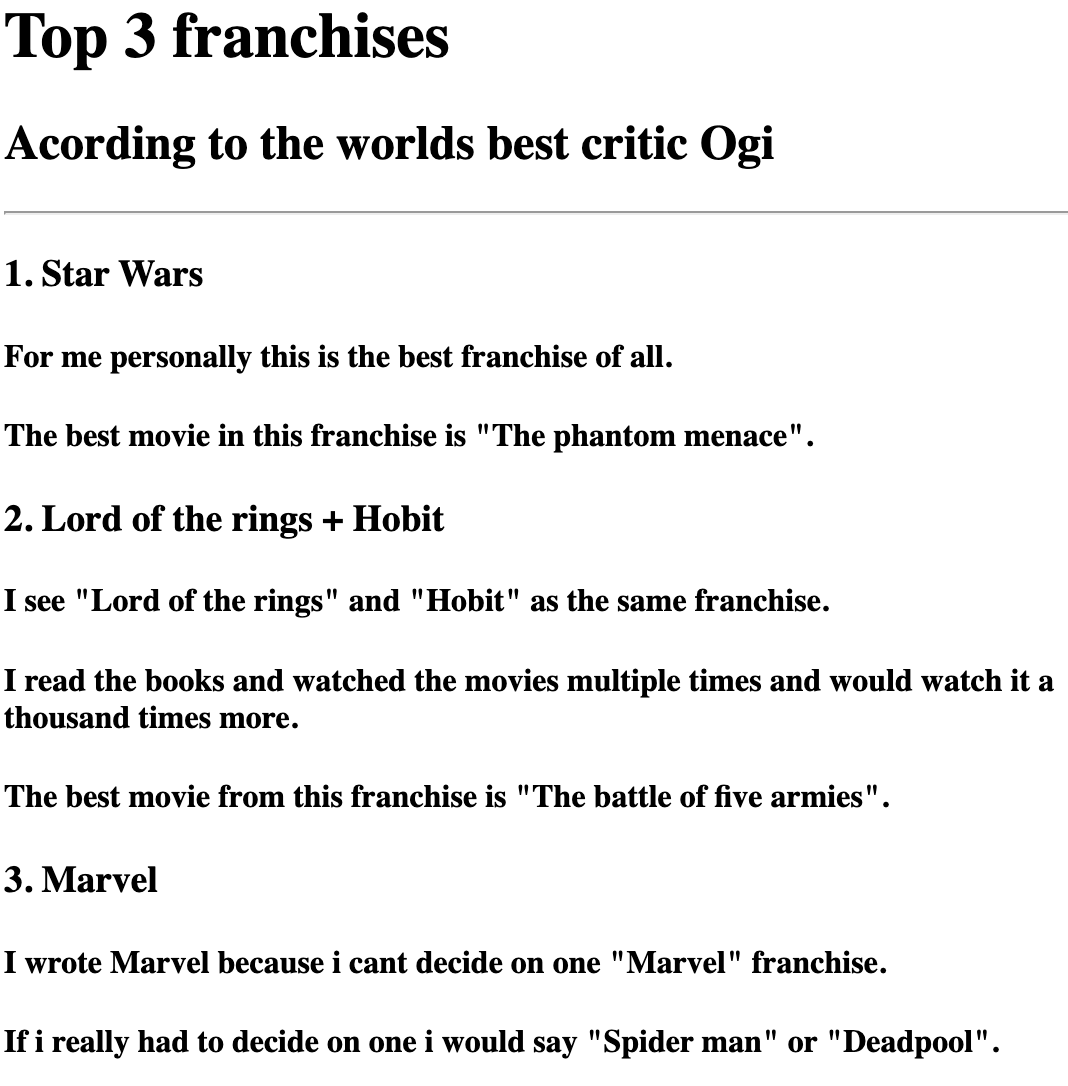 Top 3 franchises
Acording to the worlds best critic Ogi
1. Star Wars
For me personally this is the best franchise of all.
The best movie in this franchise is "The phantom menace".
2. Lord of the rings + Hobit
I see "Lord of the rings" and "Hobit" as the same franchise.
I read the books and watched the movies multiple times and would watch it a
thousand times more.
The best movie from this franchise is "The battle of five armies".
3. Marvel
I wrote Marvel because i cant decide on one "Marvel" franchise.
If i really had to decide on one i would say "Spider man" or "Deadpool".